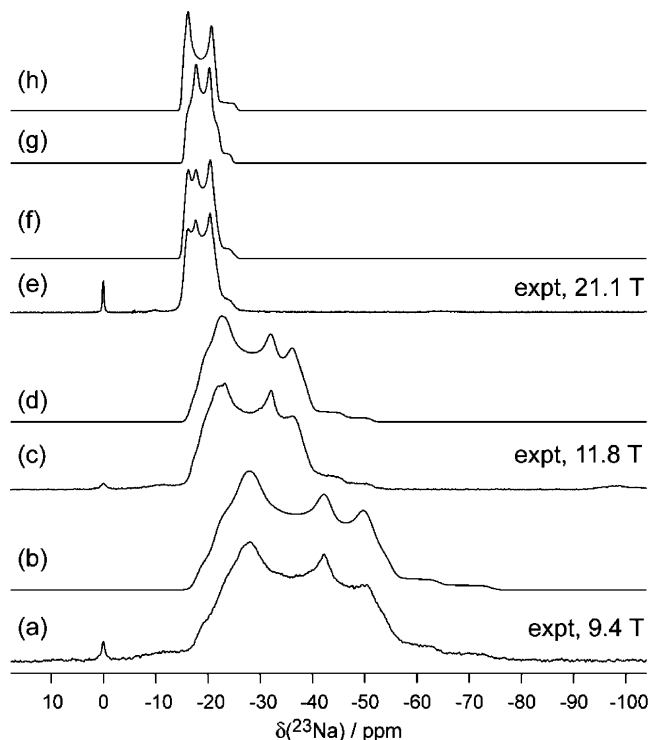 (h)
(g)
(f)
(e) expt, 21.1 T
(d)
(c) expt, 11.8 T
(b)
(a) expt, 9.4 T
10 0 -10 -20 -30 -40 -50 -60 -70 -80 -90 -100
δ(²³Na) / ppm